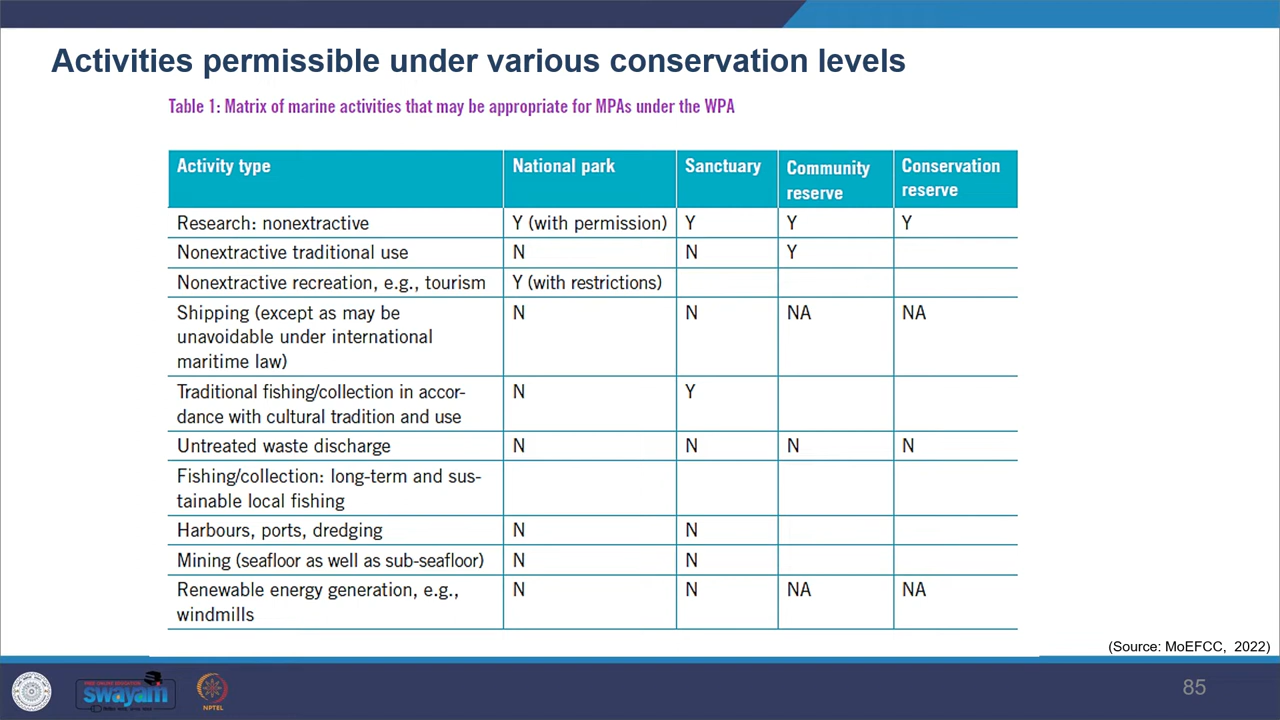 Activities permissible under various conservation levels
Table 1: Matrix of marine activities that may be appropriate for MPAs under the WPA
Activity type National park Sanctuary Community reserve Conservation reserve
Research: nonextractive Y (with permission) Y Y Y
Nonextractive traditional use N N Y
Nonextractive recreation, e.g., tourism Y (with restrictions)
Shipping (except as may be N N NA NA
unavoidable under international
maritime law)
Traditional fishing/collection in accor- N Y
dance with cultural tradition and use
Untreated waste discharge N N N N
Fishing/collection: long-term and sus-
tainable local fishing
Harbours, ports, dredging N N
Mining (seafloor as well as sub-seafloor) N N
Renewable energy generation, e.g., N N NA NA
windmills
(Source: MoEFCC, 2022)
swayam
NPTEL
85